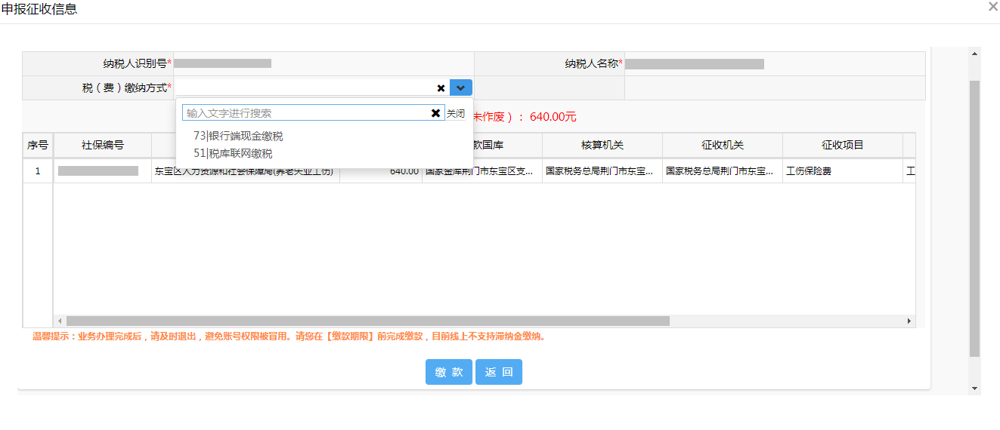 申报征收信息
纳税人识别号*
纳税人名称*
税（费）缴纳方式*
输入文字进行搜索 关闭
73|银行端现金缴税
51|税库联网缴税
未作废）：640.00元
序号 社保编号 款国库 核算机关 征收机关 征收项目
1 东宝区人力资源和社会保障局(养老失业工伤) 640.00 国家金库荆门市东宝区支... 国家税务总局荆门市东宝... 国家税务总局荆门市东宝... 工伤保险费 工
温馨提示：业务办理完成后，请及时退出，避免账号权限被冒用。请您在【缴款期限】前完成缴款，目前线上不支持滞纳金缴纳。
缴 款 返 回